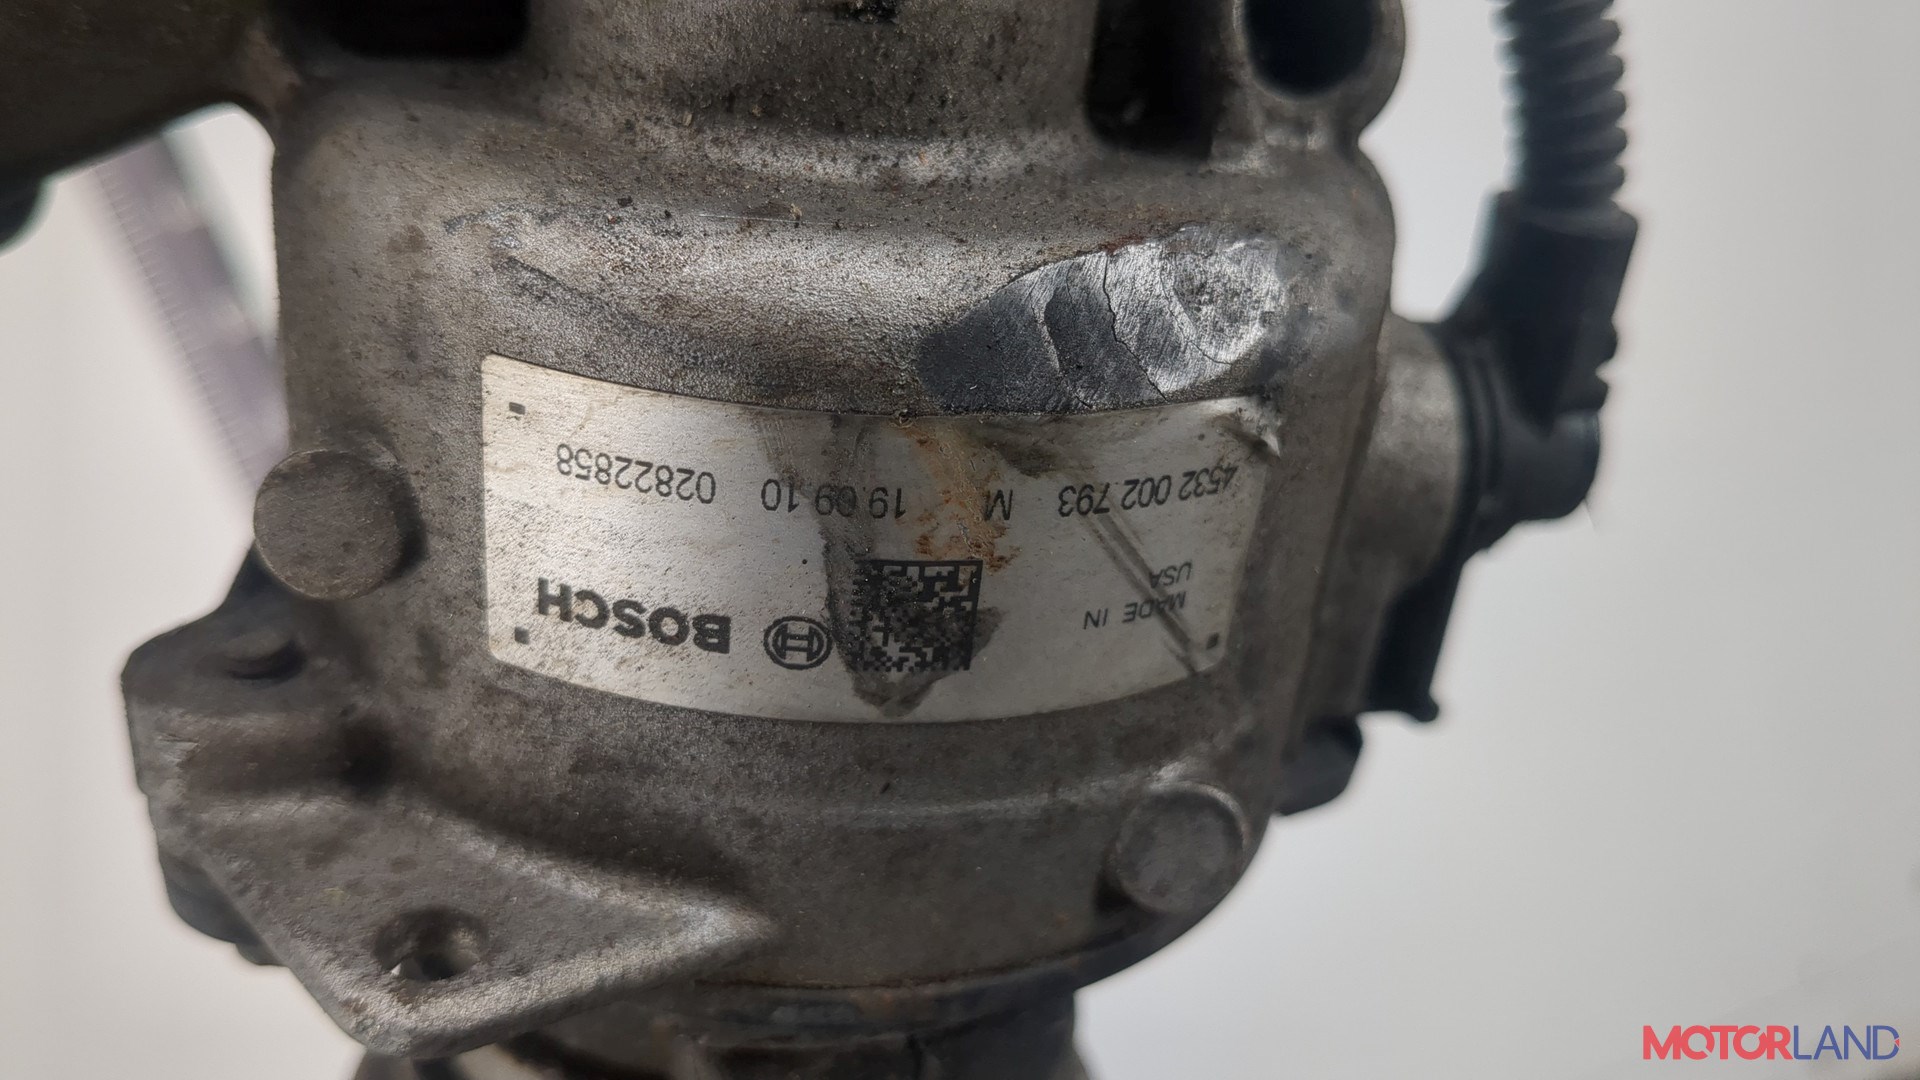 BOSCH
MADE IN
USA
4532 002 793 M 19 09 10 02822858
MOTORLAND